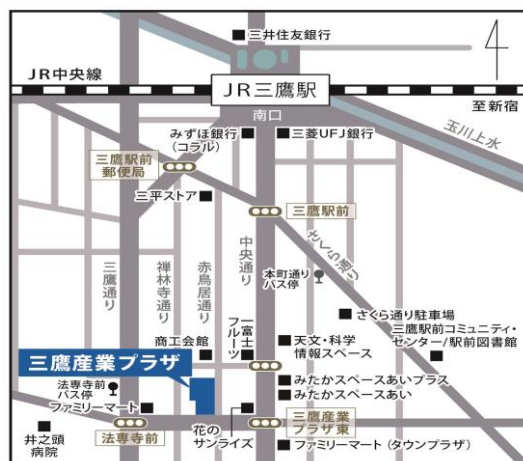 三井住友銀行
JR中央線
JR三鷹駅
至新宿
南口
玉川上水
みずほ銀行
(コラル)
三菱UFJ銀行
三鷹駅前
郵便局
三平ストア
三鷹駅前
さくら通り
三鷹通り
禅林寺通り
赤鳥居通り
中央通り
本町通り
バス停
さくら通り駐車場
三鷹駅前コミュニティ・
センター/駅前図書館
商工会館
一富士
フルーツ
天文・科学
情報スペース
三鷹産業プラザ
みたかスペースあいプラス
みたかスペースあい
法専寺前
バス停
ファミリーマート
井之頭
病院
法専寺前
花の
サンライズ
三鷹産業
プラザ東
ファミリーマート(タウンプラザ)